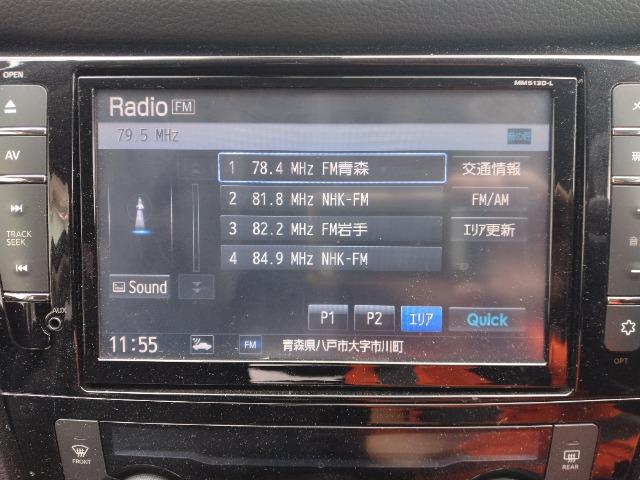 OPEN
MM513D-L
Radio FM
79.5 MHz
AV
1 78.4 MHz FM青森
交通情報
2 81.8 MHz NHK-FM
FM/AM
3 82.2 MHz FM岩手
エリア更新
4 84.9 MHz NHK-FM
TRACK
SEEK
Sound
AUX
P1
P2
エリア
Quick
11:55
FM
青森県八戸市大字市川町
OPT
FRONT
REAR